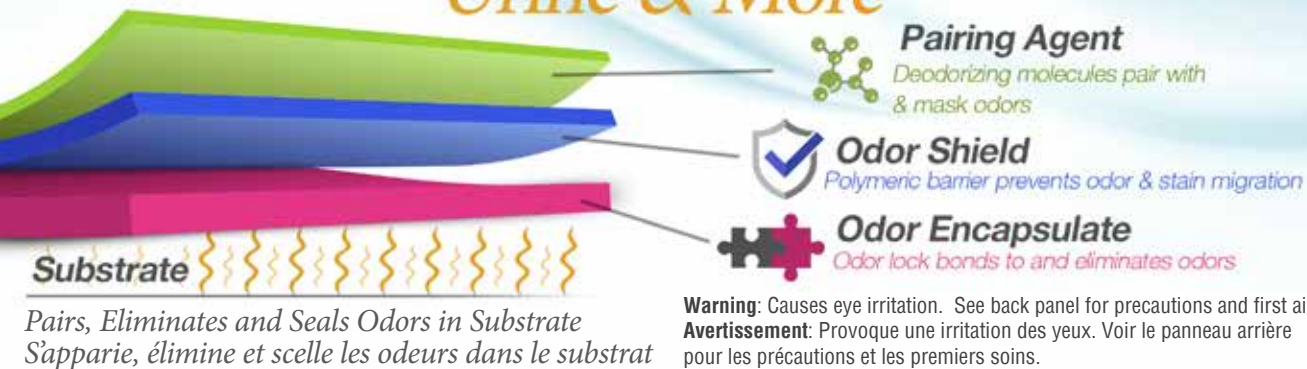 Urine & More
Pairing Agent
Deodorizing molecules pair with
& mask odors
Odor Shield
Polymeric barrier prevents odor & stain migration
Odor Encapsulate
Odor lock bonds to and eliminates odors
Substrate
Pairs, Eliminates and Seals Odors in Substrate
S'apparie, élimine et scelle les odeurs dans le substrat
Warning: Causes eye irritation. See back panel for precautions and first ai
Avertissement: Provoque une irritation des yeux. Voir le panneau arrière
pour les précautions et les premiers soins.